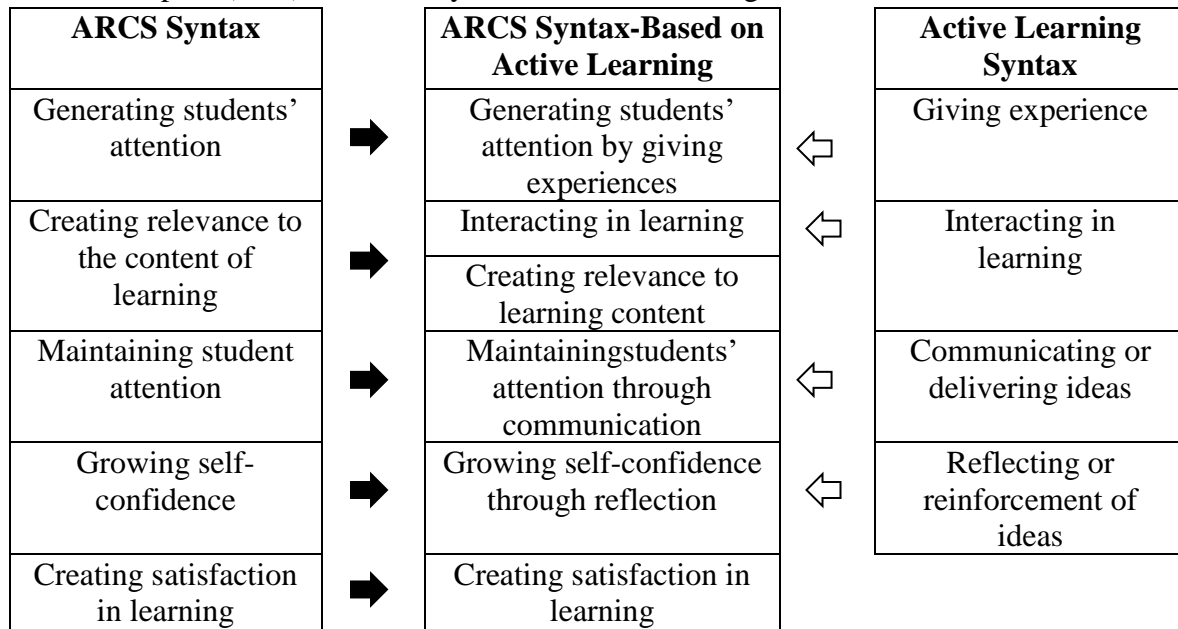 ARCS Syntax
Generating students’
attention
Creating relevance to
the content of
learning
Maintaining student
attention
Growing self-
confidence
Creating satisfaction
in learning
ARCS Syntax-Based on
Active Learning
Generating students’
attention by giving
experiences
Interacting in learning
Creating relevance to
learning content
Maintainingstudents’
attention through
communication
Growing self-confidence
through reflection
Creating satisfaction in
learning
Active Learning
Syntax
Giving experience
Interacting in
learning
Communicating or
delivering ideas
Reflecting or
reinforcement of
ideas